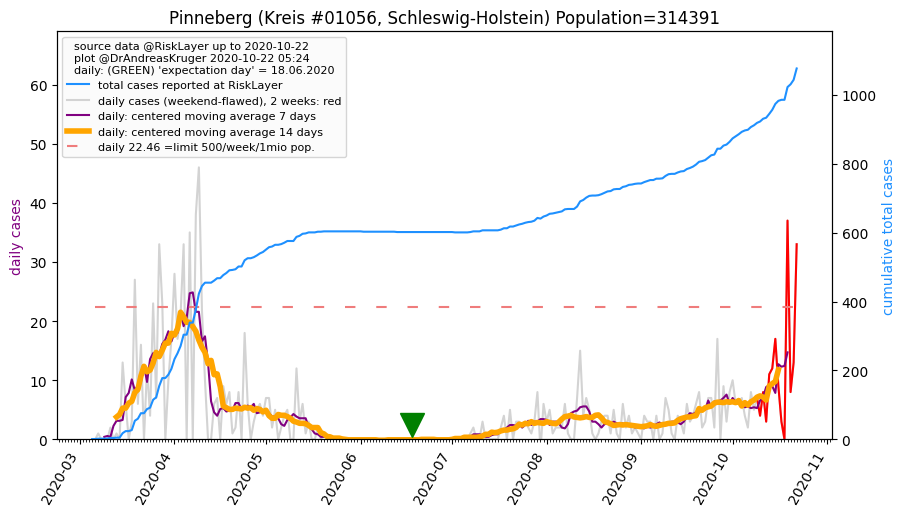 Pinneberg (Kreis #01056, Schleswig-Holstein) Population=314391
source data @RiskLayer up to 2020-10-22
plot @DrAndreasKruger 2020-10-22 05:24
daily: (GREEN) 'expectation day' = 18.06.2020
total cases reported at RiskLayer
daily cases (weekend-flawed), 2 weeks: red
daily: centered moving average 7 days
daily: centered moving average 14 days
daily 22.46 =limit 500/week/1mio pop.
daily cases
60
50
40
30
20
10
0
cumulative total cases
1000
800
600
400
200
0
2020-03
2020-04
2020-05
2020-06
2020-07
2020-08
2020-09
2020-10
2020-11